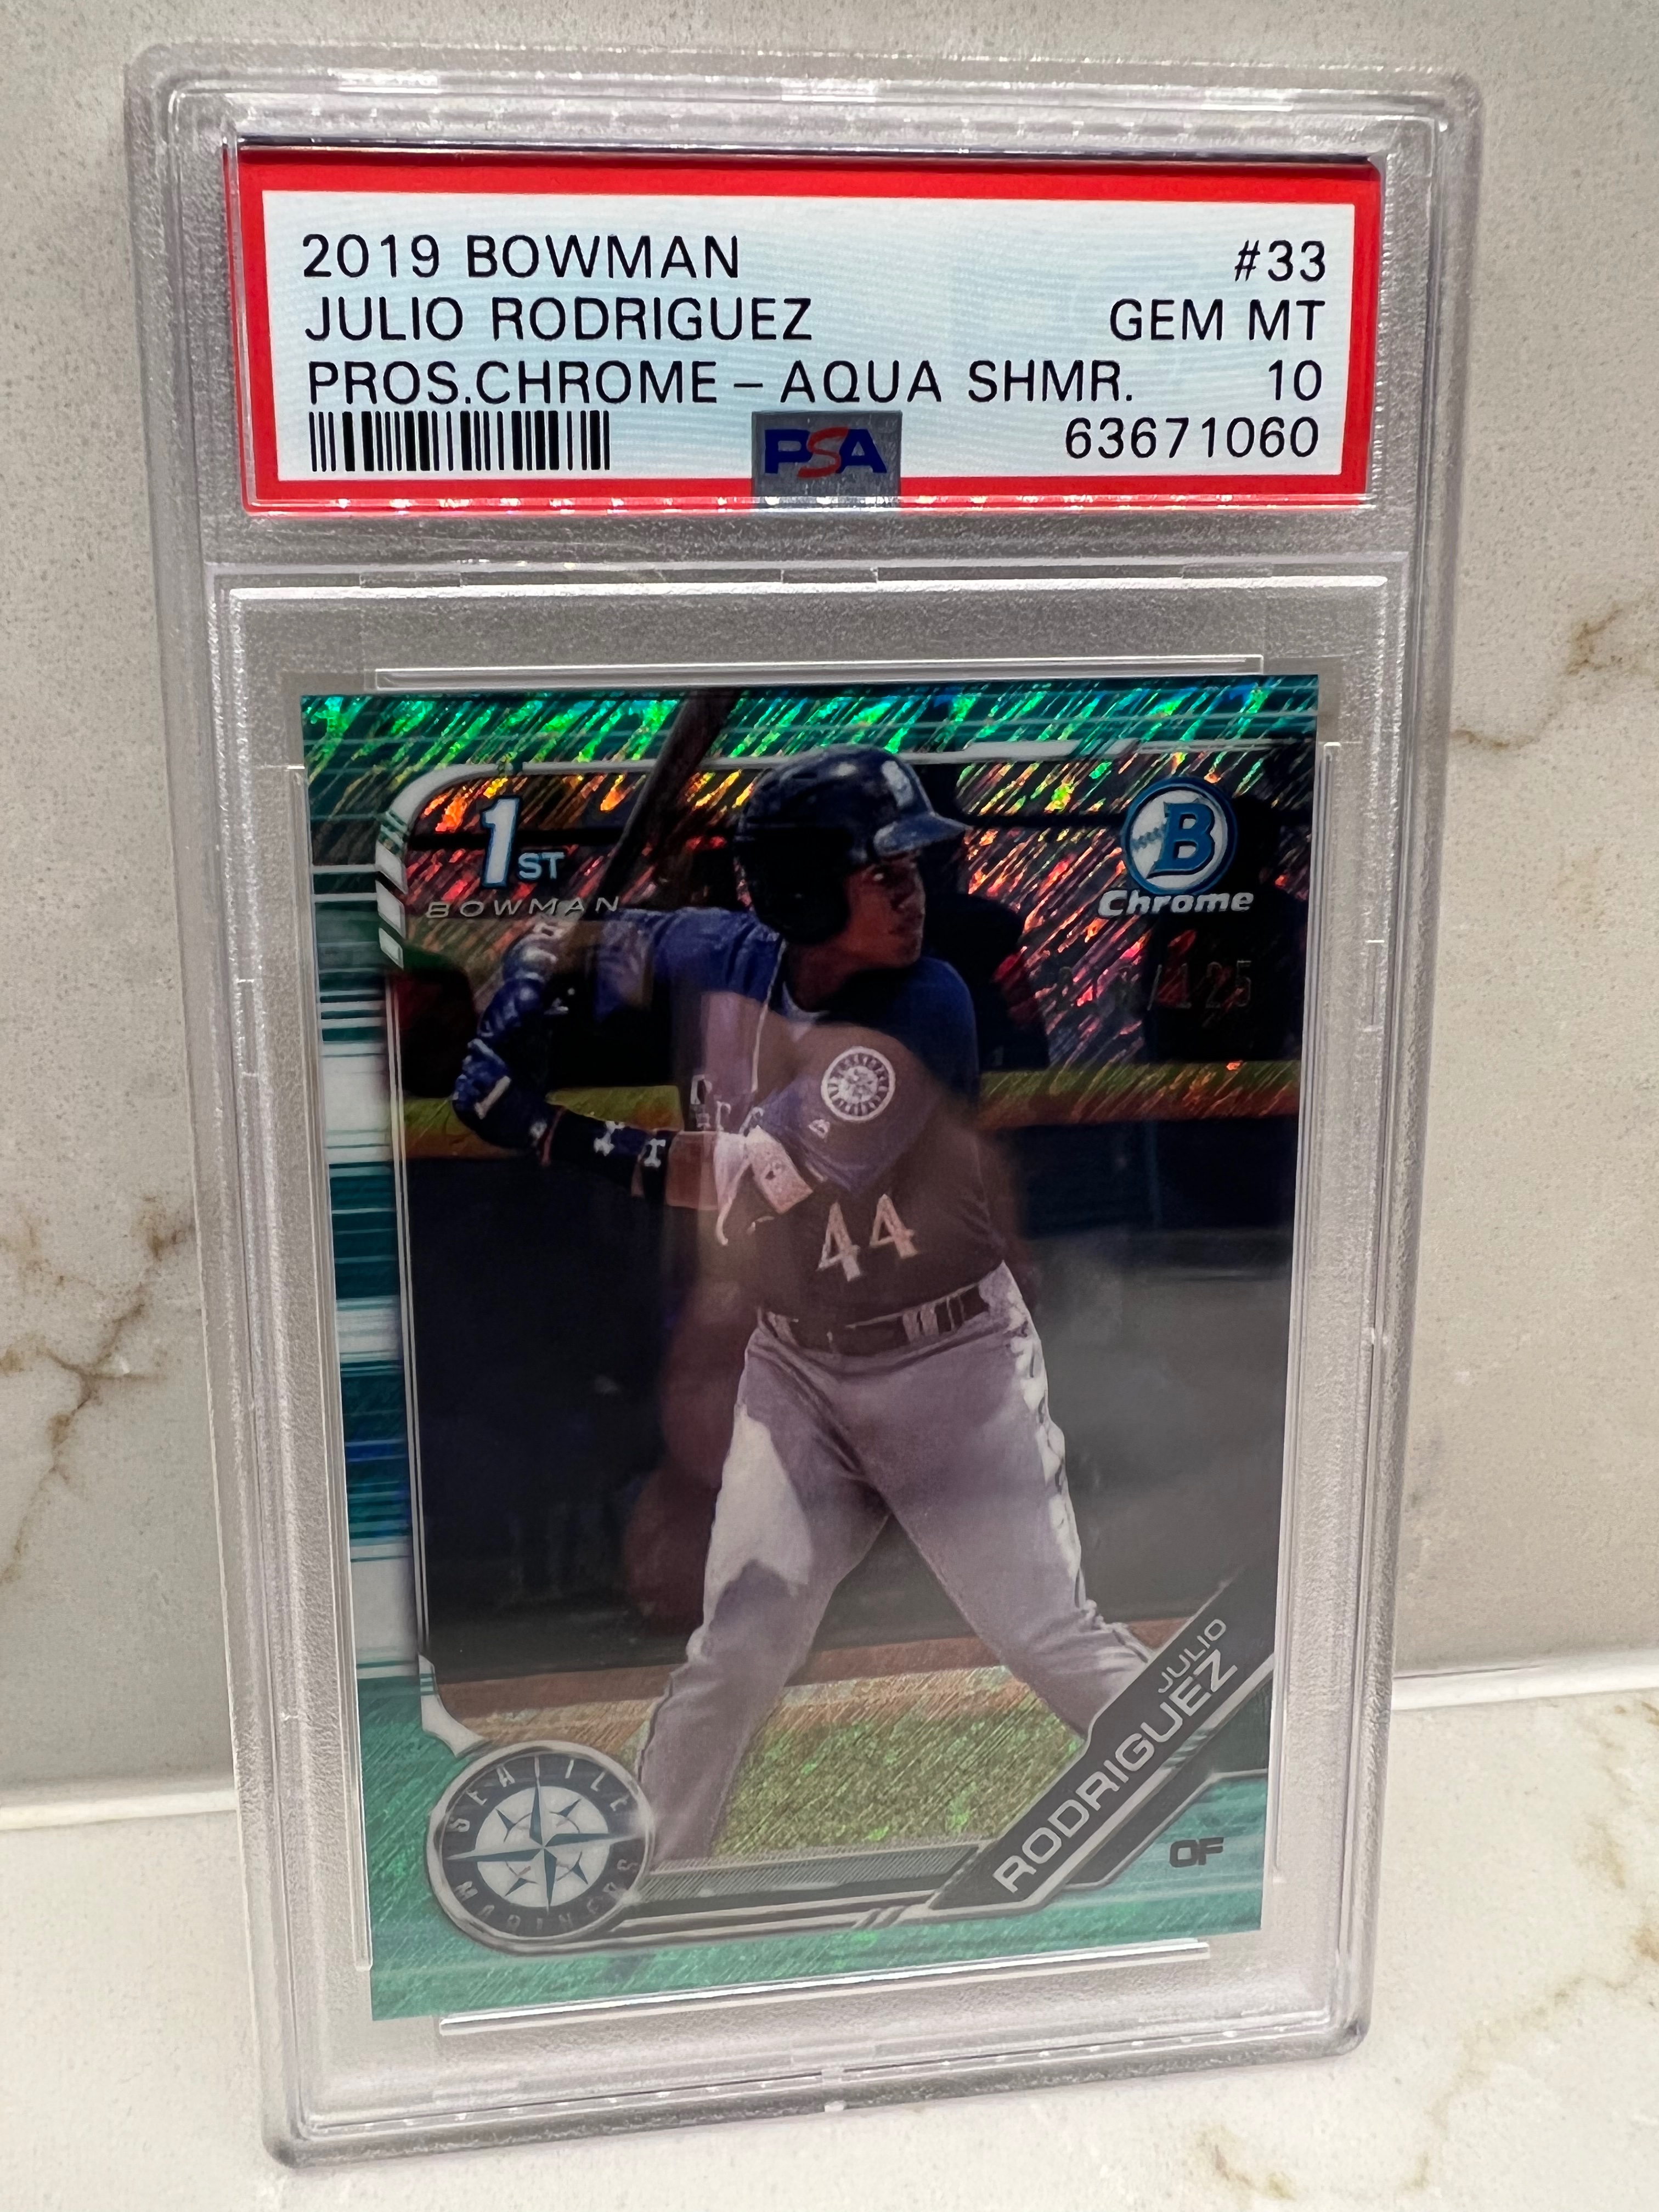 2019 BOWMAN #33
JULIO RODRIGUEZ GEM MT
PROS.CHROME - AQUA SHMR. 10
PSA 63671060
1ST
BOWMAN
B
Chrome
/125
44
JULIO
RODRIGUEZ
OF
SEATTLE
MARINERS